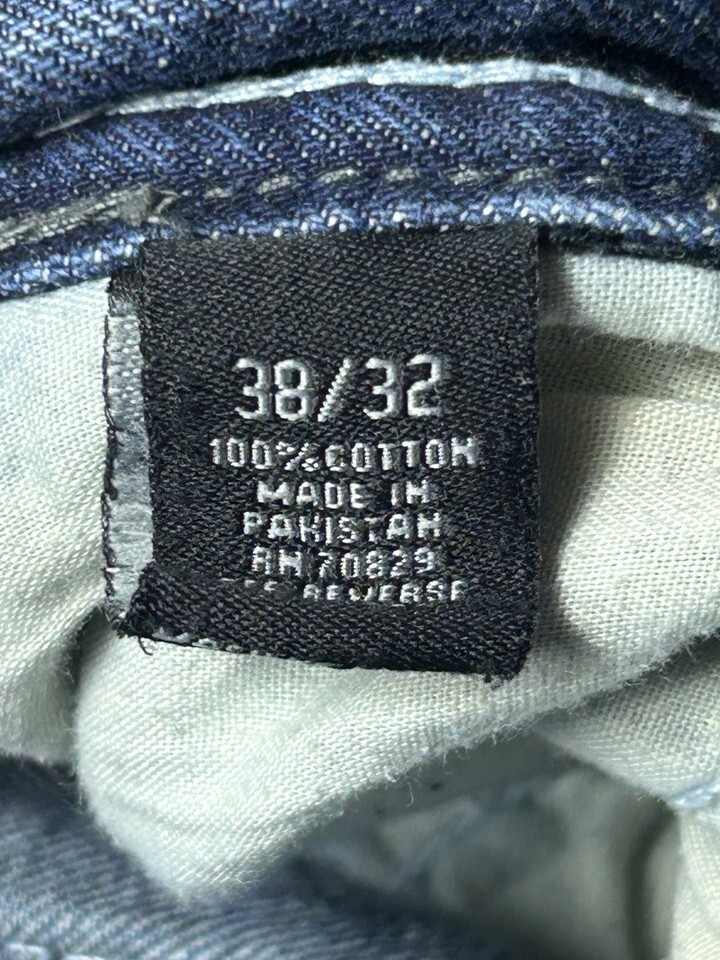 38/32
100%COTTON
MADE IN
PAKISTAN
RN 70829
REVERSE